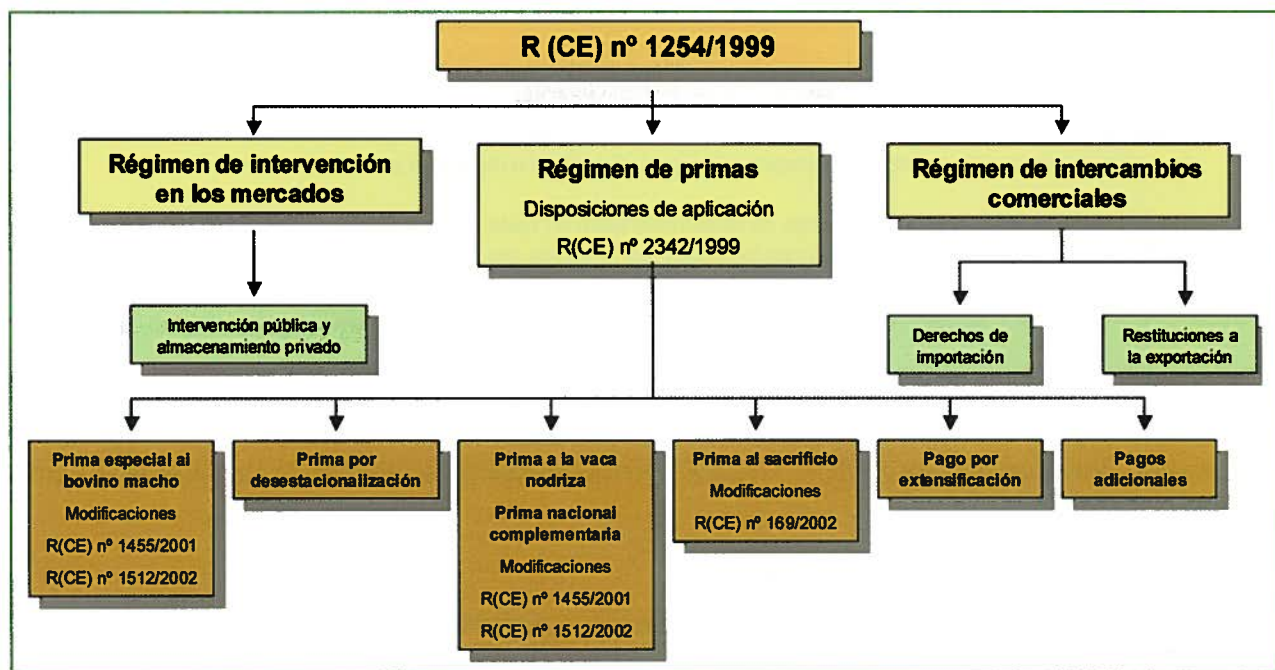 R (CE) nº 1254/1999
Régimen de intervención
en los mercados
Régimen de primas
Disposiciones de aplicación
R(CE) nº 2342/1999
Régimen de intercambios
comerciales
Intervención pública y
almacenamiento privado
Derechos de
importación
Restituciones a
la exportación
Prima especial al
bovino macho
Modificaciones
R(CE) nº 1455/2001
R(CE) nº 1512/2002
Prima por
desestacionalización
Prima a la vaca
nodriza
Prima nacional
complementaria
Modificaciones
R(CE) nº 1455/2001
R(CE) nº 1512/2002
Prima al sacrificio
Modificaciones
R(CE) nº 169/2002
Pago por
extensificación
Pagos
adicionales